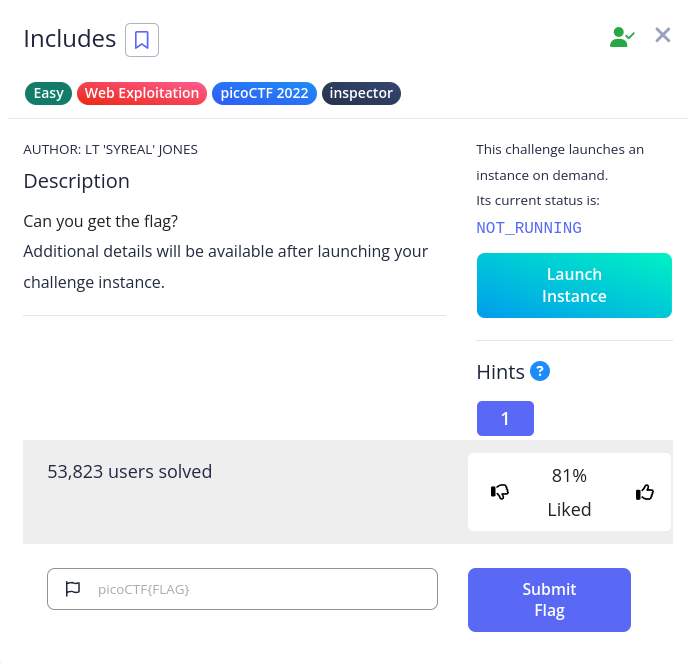 Includes
Easy Web Exploitation picoCTF 2022 inspector
AUTHOR: LT 'SYREAL' JONES
Description
Can you get the flag?
Additional details will be available after launching your
challenge instance.
This challenge launches an
instance on demand.
Its current status is:
NOT_RUNNING
Launch
Instance
Hints ?
1
53,823 users solved
81%
Liked
picoCTF{FLAG}
Submit
Flag